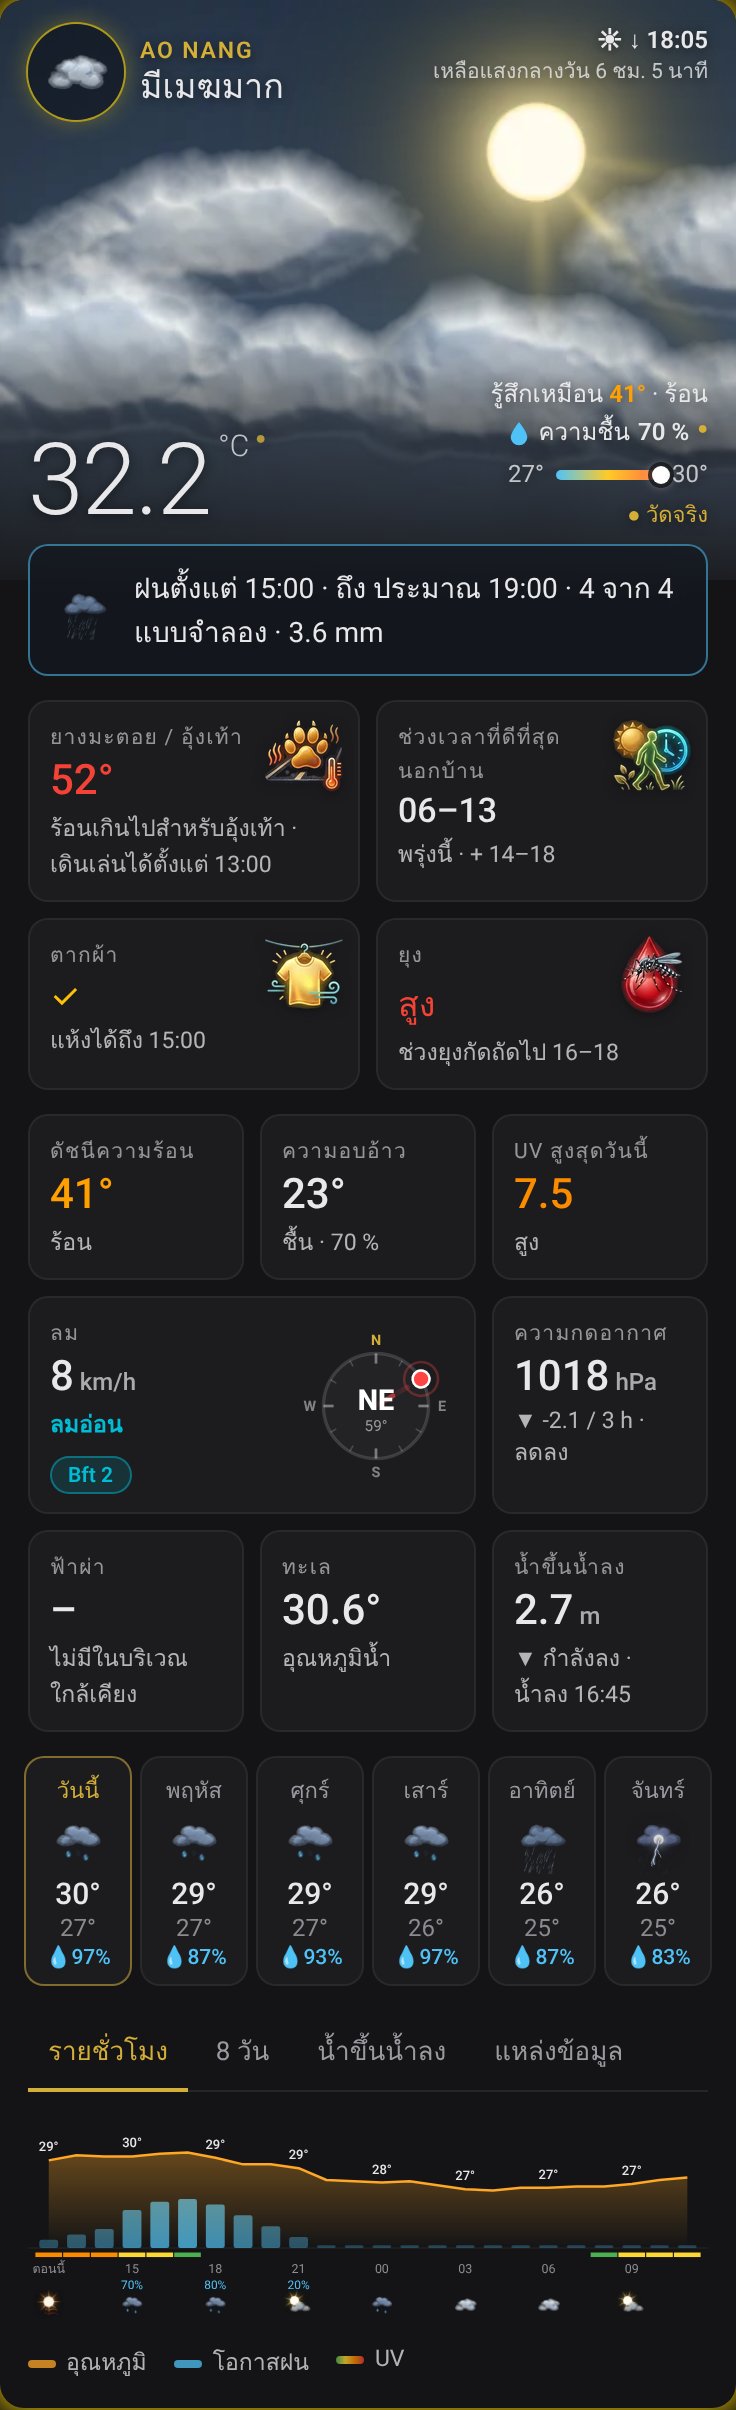 AO NANG
มีเมฆมาก
☀ ↓ 18:05
เหลือแสงกลางวัน 6 ชม. 5 นาที
รู้สึกเหมือน 41° · ร้อน
ความชื้น 70 %
32.2 °C
27° 30°
วัดจริง
ฝนตั้งแต่ 15:00 · ถึง ประมาณ 19:00 · 4 จาก 4
แบบจำลอง · 3.6 mm
ยางมะตอย / อุ้งเท้า
52°
ร้อนเกินไปสำหรับอุ้งเท้า ·
เดินเล่นได้ตั้งแต่ 13:00
ช่วงเวลาที่ดีที่สุด
นอกบ้าน
06–13
พรุ่งนี้ · + 14–18
ตากผ้า
✓
แห้งได้ถึง 15:00
ยุง
สูง
ช่วงยุงกัดถัดไป 16–18
ดัชนีความร้อน
41°
ร้อน
ความอบอ้าว
23°
ชื้น · 70 %
UV สูงสุดวันนี้
7.5
สูง
ลม
8 km/h
ลมอ่อน
Bft 2
N
W
NE
59°
E
S
ความกดอากาศ
1018 hPa
▼ -2.1 / 3 h ·
ลดลง
ฟ้าผ่า
–
ไม่มีในบริเวณ
ใกล้เคียง
ทะเล
30.6°
อุณหภูมิน้ำ
น้ำขึ้นน้ำลง
2.7 m
▼ กำลังลง ·
น้ำลง 16:45
วันนี้ พฤหัส ศุกร์ เสาร์ อาทิตย์ จันทร์
30° 29° 29° 29° 26° 26°
27° 27° 27° 26° 25° 25°
97% 87% 93% 97% 87% 83%
รายชั่วโมง 8 วัน น้ำขึ้นน้ำลง แหล่งข้อมูล
29° 30° 29° 29° 28° 27° 27° 27°
ตอนนี้ 15 18 21 00 03 06 09
70% 80% 20%
อุณหภูมิ โอกาสฝน UV